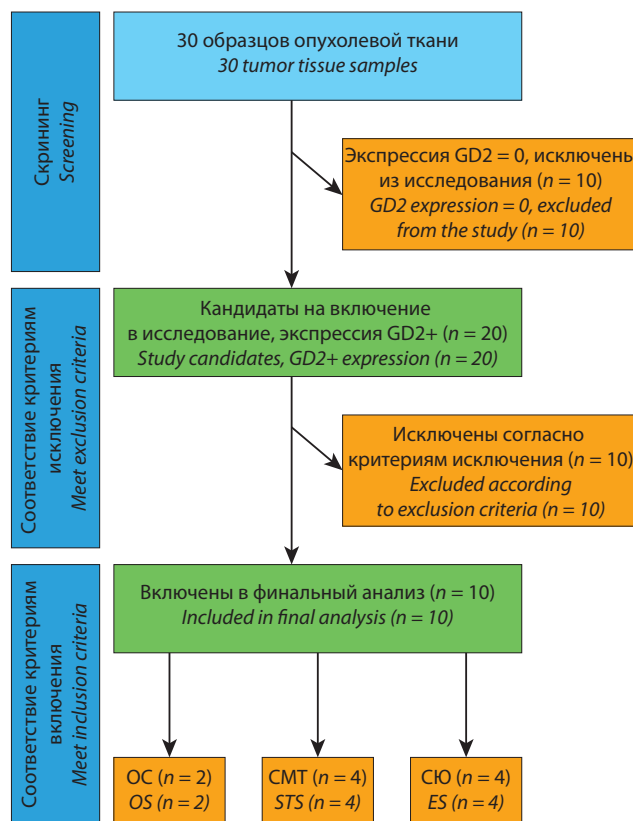 Скрининг
Screening
30 образцов опухолевой ткани
30 tumor tissue samples
Экспрессия GD2 = 0, исключены
из исследования (n = 10)
GD2 expression = 0, excluded
from the study (n = 10)
Соответствие критериям
исключения
Meet exclusion criteria
Кандидаты на включение
в исследование, экспрессия GD2+ (n = 20)
Study candidates, GD2+ expression (n = 20)
Исключены согласно
критериям исключения (n = 10)
Excluded according
to exclusion criteria (n = 10)
Соответствие критериям
включения
Meet inclusion criteria
Включены в финальный анализ (n = 10)
Included in final analysis (n = 10)
ОС (n = 2)
OS (n = 2)
СМТ (n = 4)
STS (n = 4)
СЮ (n = 4)
ES (n = 4)